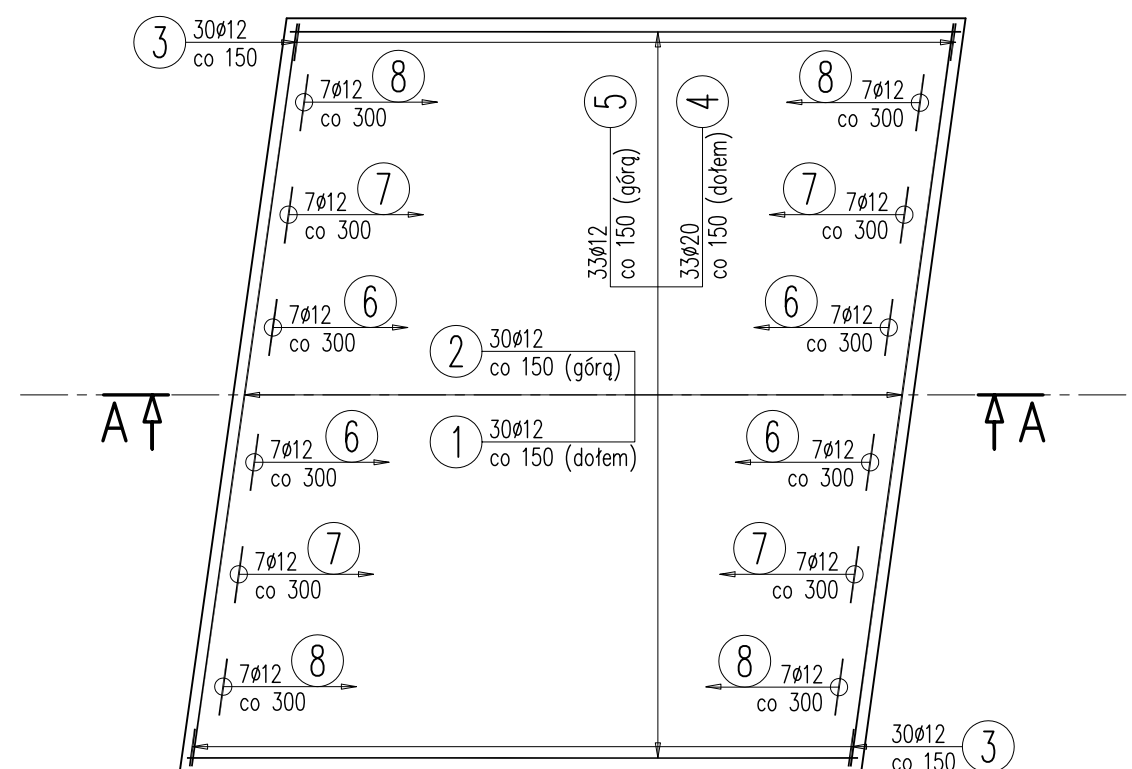 3 30ø12
co 150
7ø12 8
co 300
8 7ø12
co 300
5
33ø12
co 150 (górą)
4
33ø20
co 150 (dołem)
7ø12 7
co 300
7 7ø12
co 300
7ø12 6
co 300
6 7ø12
co 300
2 30ø12
co 150 (górą)
A
A
1 30ø12
co 150 (dołem)
7ø12 6
co 300
6 7ø12
co 300
7ø12 7
co 300
7 7ø12
co 300
7ø12 8
co 300
8 7ø12
co 300
30ø12 3
co 150